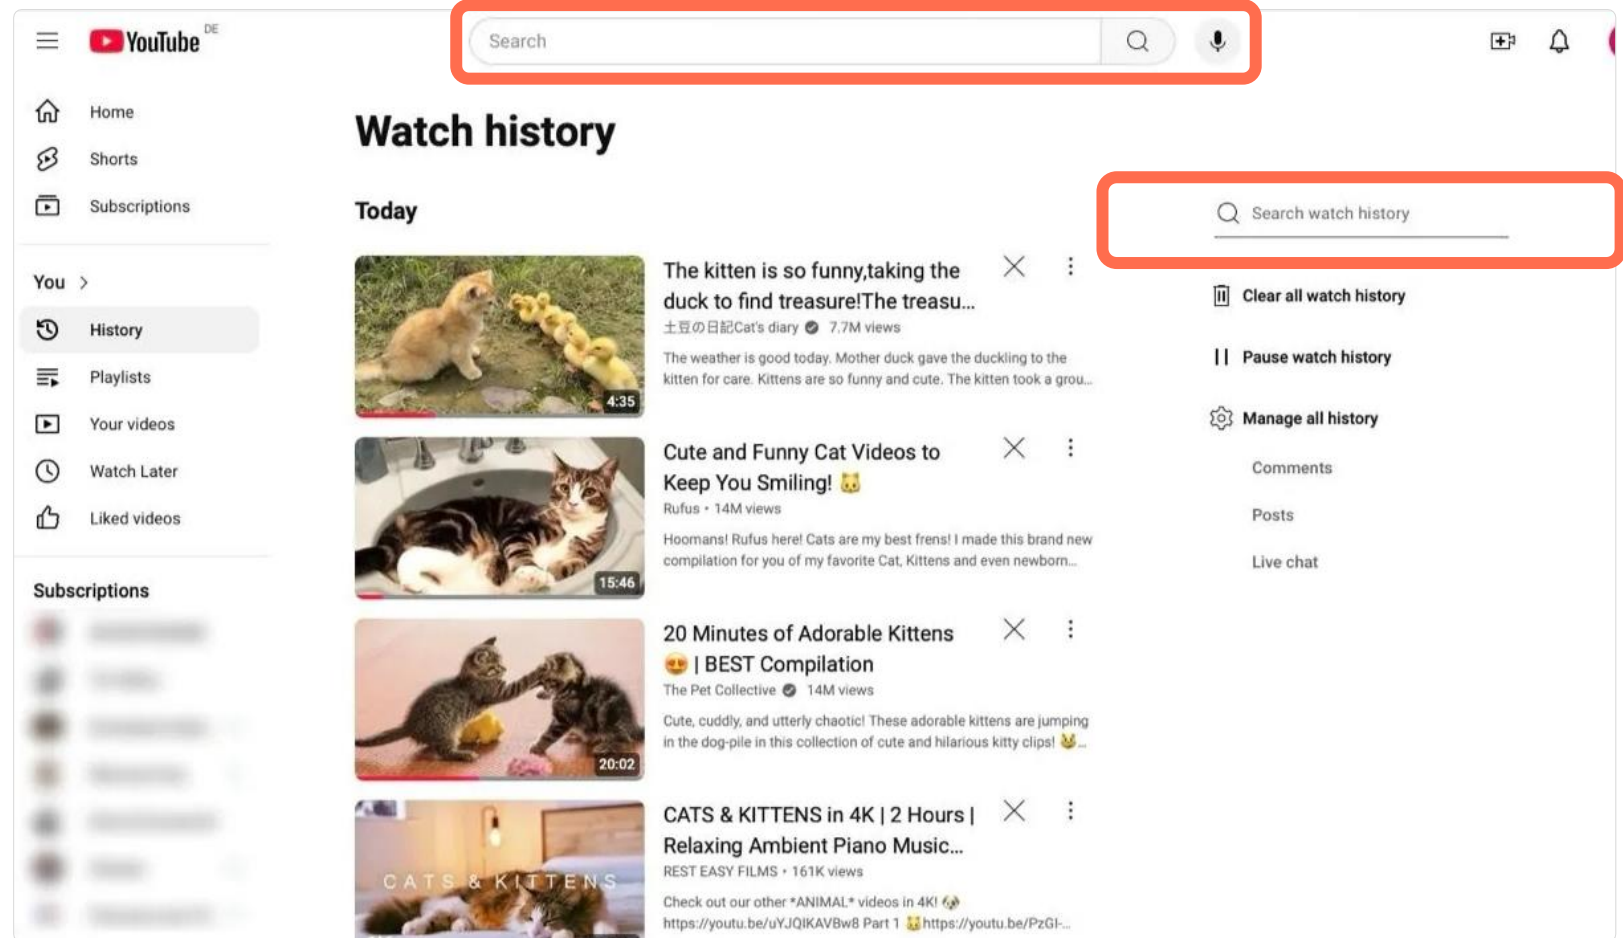 YouTube DE
Search
Home
Shorts
Subscriptions
You
History
Playlists
Your videos
Watch Later
Liked videos
Subscriptions
Watch history
Today
4:35
The kitten is so funny,taking the
duck to find treasure!The treasu...
土豆の日記Cat's diary 7.7M views
The weather is good today. Mother duck gave the duckling to the
kitten for care. Kittens are so funny and cute. The kitten took a grou...
15:46
Cute and Funny Cat Videos to
Keep You Smiling! 🐱
Rufus • 14M views
Hoomans! Rufus here! Cats are my best frens! I made this brand new
compilation for you of my favorite Cat, Kittens and even newborn...
20:02
20 Minutes of Adorable Kittens
😍 | BEST Compilation
The Pet Collective 14M views
Cute, cuddly, and utterly chaotic! These adorable kittens are jumping
in the dog-pile in this collection of cute and hilarious kitty clips! 😹...
CATS & KITTENS
CATS & KITTENS in 4K | 2 Hours |
Relaxing Ambient Piano Music...
REST EASY FILMS • 161K views
Check out our other *ANIMAL* videos in 4K! 🐶
https://youtu.be/uYJQIKAVBw8 Part 1 🐱https://youtu.be/PzGI-...
Search watch history
Clear all watch history
Pause watch history
Manage all history
Comments
Posts
Live chat